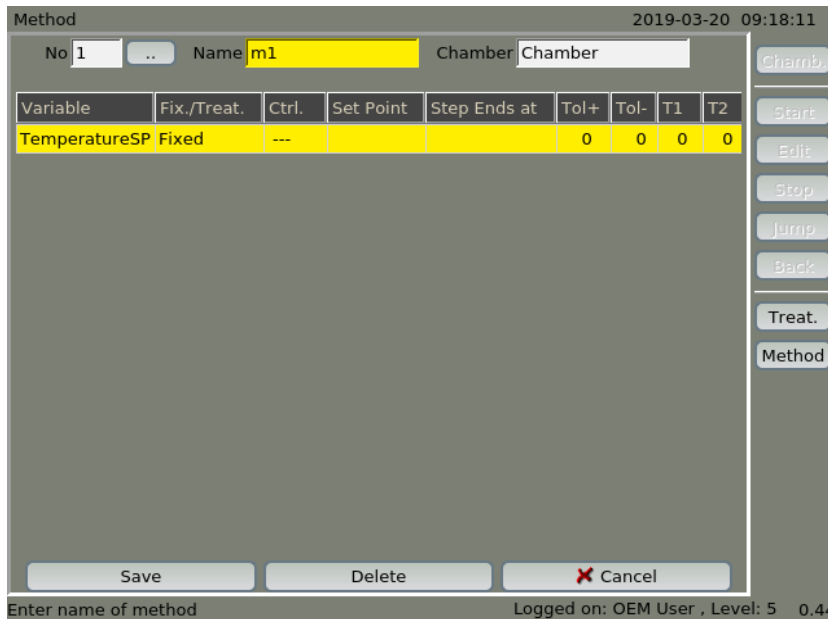 Method 2019-03-20 09:18:11
No 1 .. Name m1 Chamber Chamber
Chamb.
Variable Fix./Treat. Ctrl. Set Point Step Ends at Tol+ Tol- T1 T2
Start
TemperatureSP Fixed --- 0 0 0 0
Edit
Stop
Jump
Back
Treat.
Method
Save Delete Cancel
Enter name of method Logged on: OEM User , Level: 5 0.44